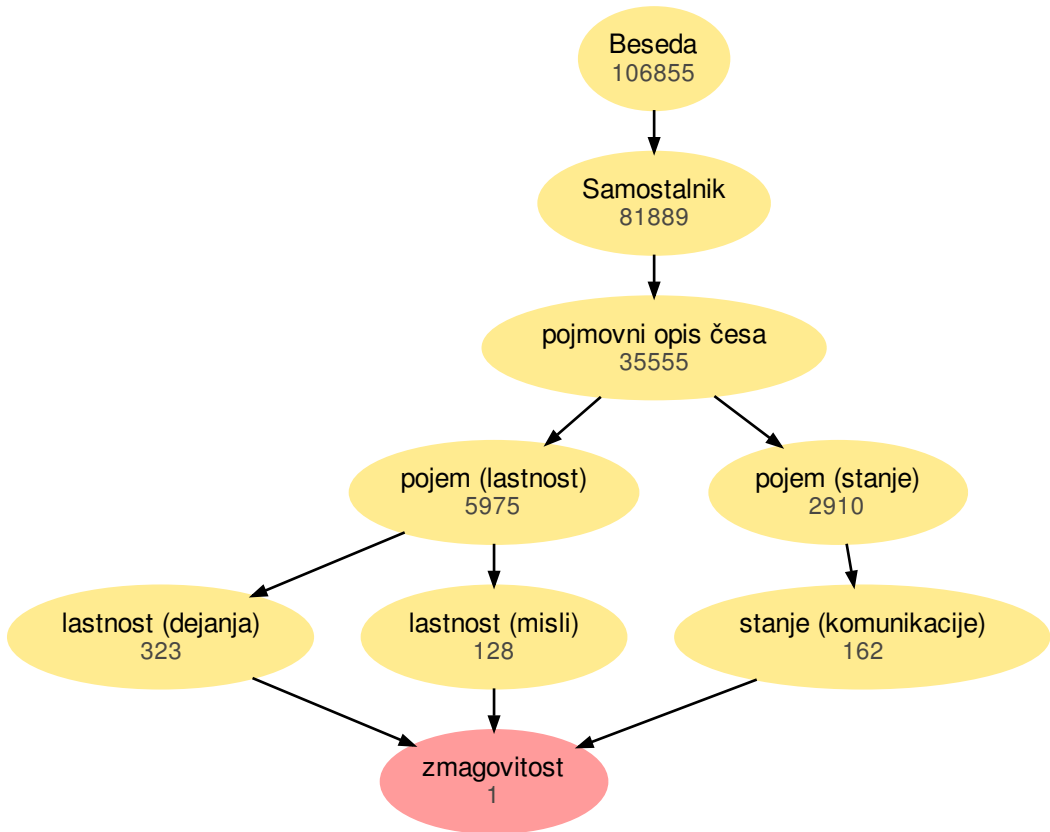 Beseda
106855
Samostalnik
81889
pojmovni opis česa
35555
pojem (lastnost)
5975
pojem (stanje)
2910
lastnost (dejanja)
323
lastnost (misli)
128
stanje (komunikacije)
162
zmagovitost
1